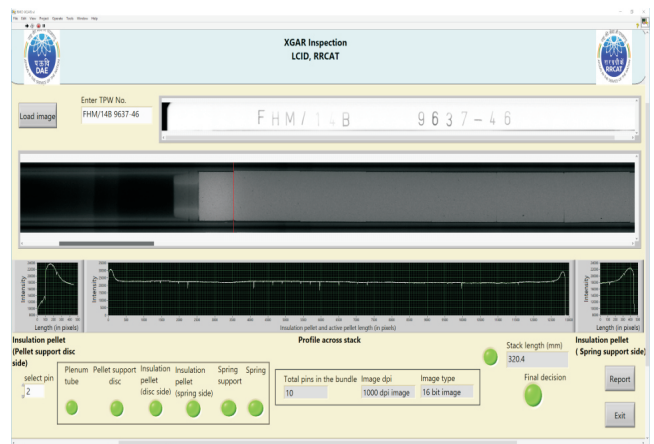 File Edit View Project Operate Tools Window Help
XGAR Inspection
LCID, RRCAT
DAE
RRCAT
Load image
Enter TPW No.
FHM/14B 9637-46
FHM/14B 9637-46
Intensity
Length (in pixels)
Intensity
Insulation pellet and active pellet length (in pixels)
Intensity
Length (in pixels)
Insulation pellet
(Pellet support disc
side)
Profile across stack
Insulation pellet
( Spring support side)
select pin
2
Plenum
tube
Pellet support
disc
Insulation
pellet
(disc side)
Insulation
pellet
(spring side)
Spring
support
Spring
Total pins in the bundle
10
Image dpi
1000 dpi image
Image type
16 bit image
Stack length (mm)
320.4
Final decision
Report
Exit